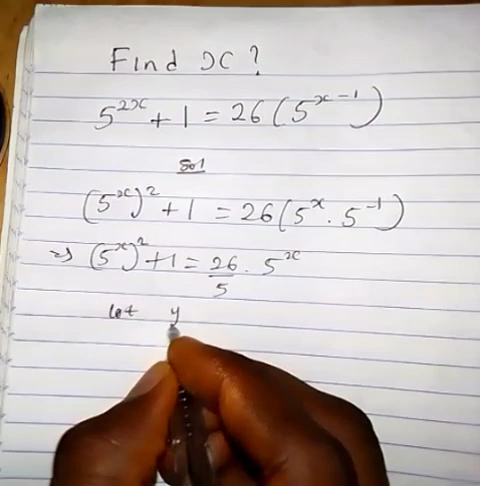 Find x?
5^{2x} + 1 = 26(5^{x-1})
Sol
(5^x)^2 + 1 = 26(5^x . 5^{-1})
=> (5^x)^2 + 1 = 26/5 . 5^x
let y